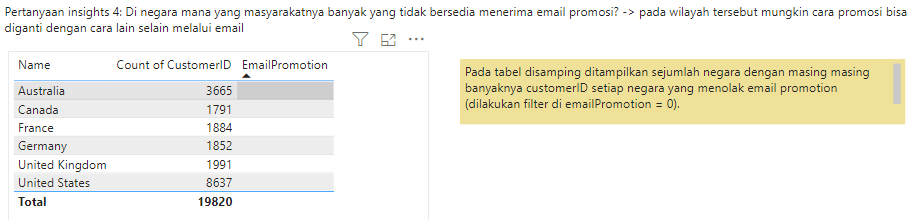 Pertanyaan insights 4: Di negara mana yang masyarakatnya banyak yang tidak bersedia menerima email promosi? -> pada wilayah tersebut mungkin cara promosi bisa
diganti dengan cara lain selain melalui email
Name Count of CustomerID EmailPromotion
Australia 3665
Canada 1791
France 1884
Germany 1852
United Kingdom 1991
United States 8637
Total 19820
Pada tabel disamping ditampilkan sejumlah negara dengan masing masing
banyaknya customerID setiap negara yang menolak email promotion
(dilakukan filter di emailPromotion = 0).